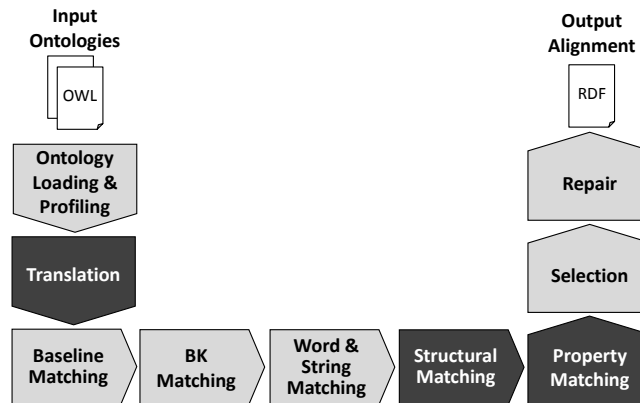 Input
Ontologies
OWL
Ontology
Loading &
Profiling
Translation
Baseline
Matching
BK
Matching
Word &
String
Matching
Structural
Matching
Property
Matching
Selection
Repair
Output
Alignment
RDF